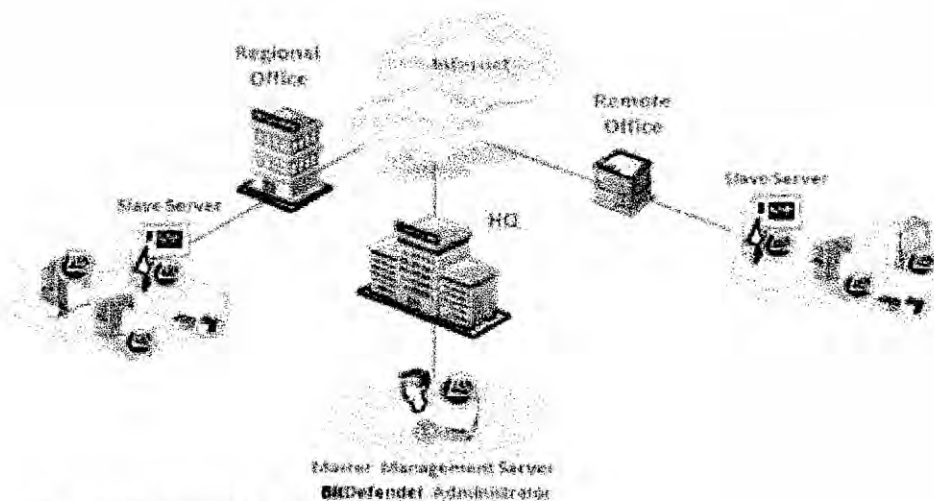 Regional
Office
Internet
Remote
Office
Slave Server
HQ
Slave Server
Master Management Server
BitDefender Administrator